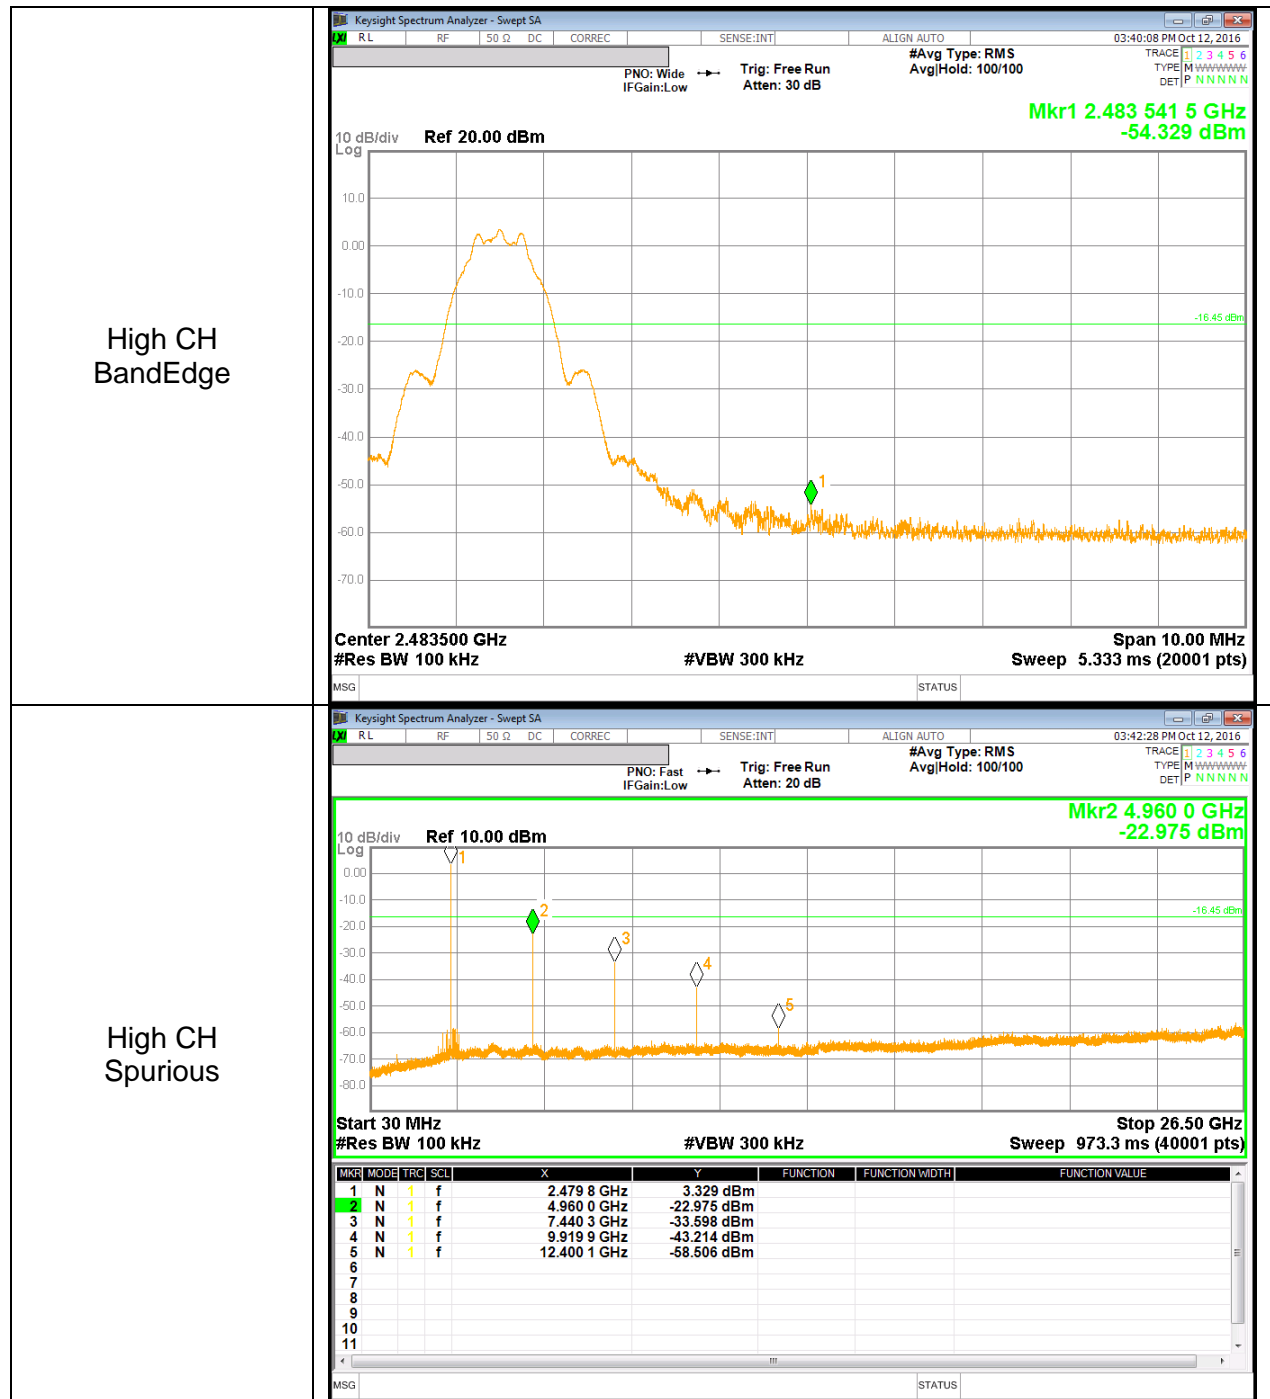 High CH
BandEdge
Keysight Spectrum Analyzer - Swept SA
LXI RL RF 50 Ω DC CORREC SENSE:INT ALIGN AUTO 03:40:08 PM Oct 12, 2016
#Avg Type: RMS TRACE 1 2 3 4 5 6
PNO: Wide Trig: Free Run Avg|Hold: 100/100 TYPE M WWWWW
IFGain:Low Atten: 30 dB DET P N N N N N
Mkr1 2.483 541 5 GHz
10 dB/div Ref 20.00 dBm -54.329 dBm
Log
10.0
0.00
-10.0
-16.45 dBm
-20.0
-30.0
-40.0
-50.0
1
-60.0
-70.0
Center 2.483500 GHz Span 10.00 MHz
#Res BW 100 kHz #VBW 300 kHz Sweep 5.333 ms (20001 pts)
MSG STATUS
High CH
Spurious
Keysight Spectrum Analyzer - Swept SA
LXI RL RF 50 Ω DC CORREC SENSE:INT ALIGN AUTO 03:42:28 PM Oct 12, 2016
#Avg Type: RMS TRACE 1 2 3 4 5 6
PNO: Fast Trig: Free Run Avg|Hold: 100/100 TYPE M WWWWW
IFGain:Low Atten: 20 dB DET P N N N N N
Mkr2 4.960 0 GHz
10 dB/div Ref 10.00 dBm -22.975 dBm
Log
1
0.00
-10.0
2
-16.45 dBm
-20.0
3
-30.0
4
-40.0
-50.0
5
-60.0
-70.0
-80.0
Start 30 MHz Stop 26.50 GHz
#Res BW 100 kHz #VBW 300 kHz Sweep 973.3 ms (40001 pts)
MKR MODE TRC SCL X Y FUNCTION FUNCTION WIDTH FUNCTION VALUE
1 N 1 f 2.479 8 GHz 3.329 dBm
2 N 1 f 4.960 0 GHz -22.975 dBm
3 N 1 f 7.440 3 GHz -33.598 dBm
4 N 1 f 9.919 9 GHz -43.214 dBm
5 N 1 f 12.400 1 GHz -58.506 dBm
6
7
8
9
10
11
MSG STATUS